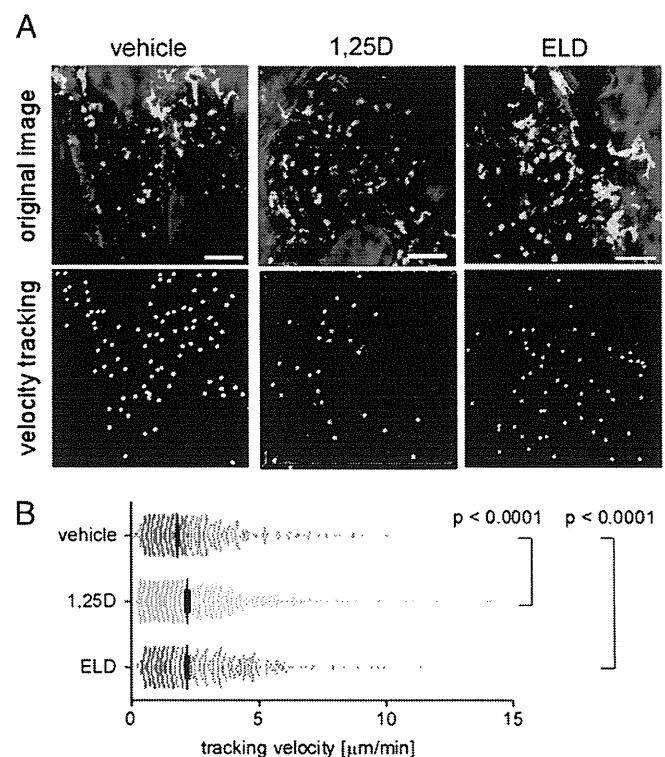 A
vehicle 1,25D ELD
original image
velocity tracking
B
p < 0.0001 p < 0.0001
vehicle
1,25D
ELD
0 5 10 15
tracking velocity [μm/min]